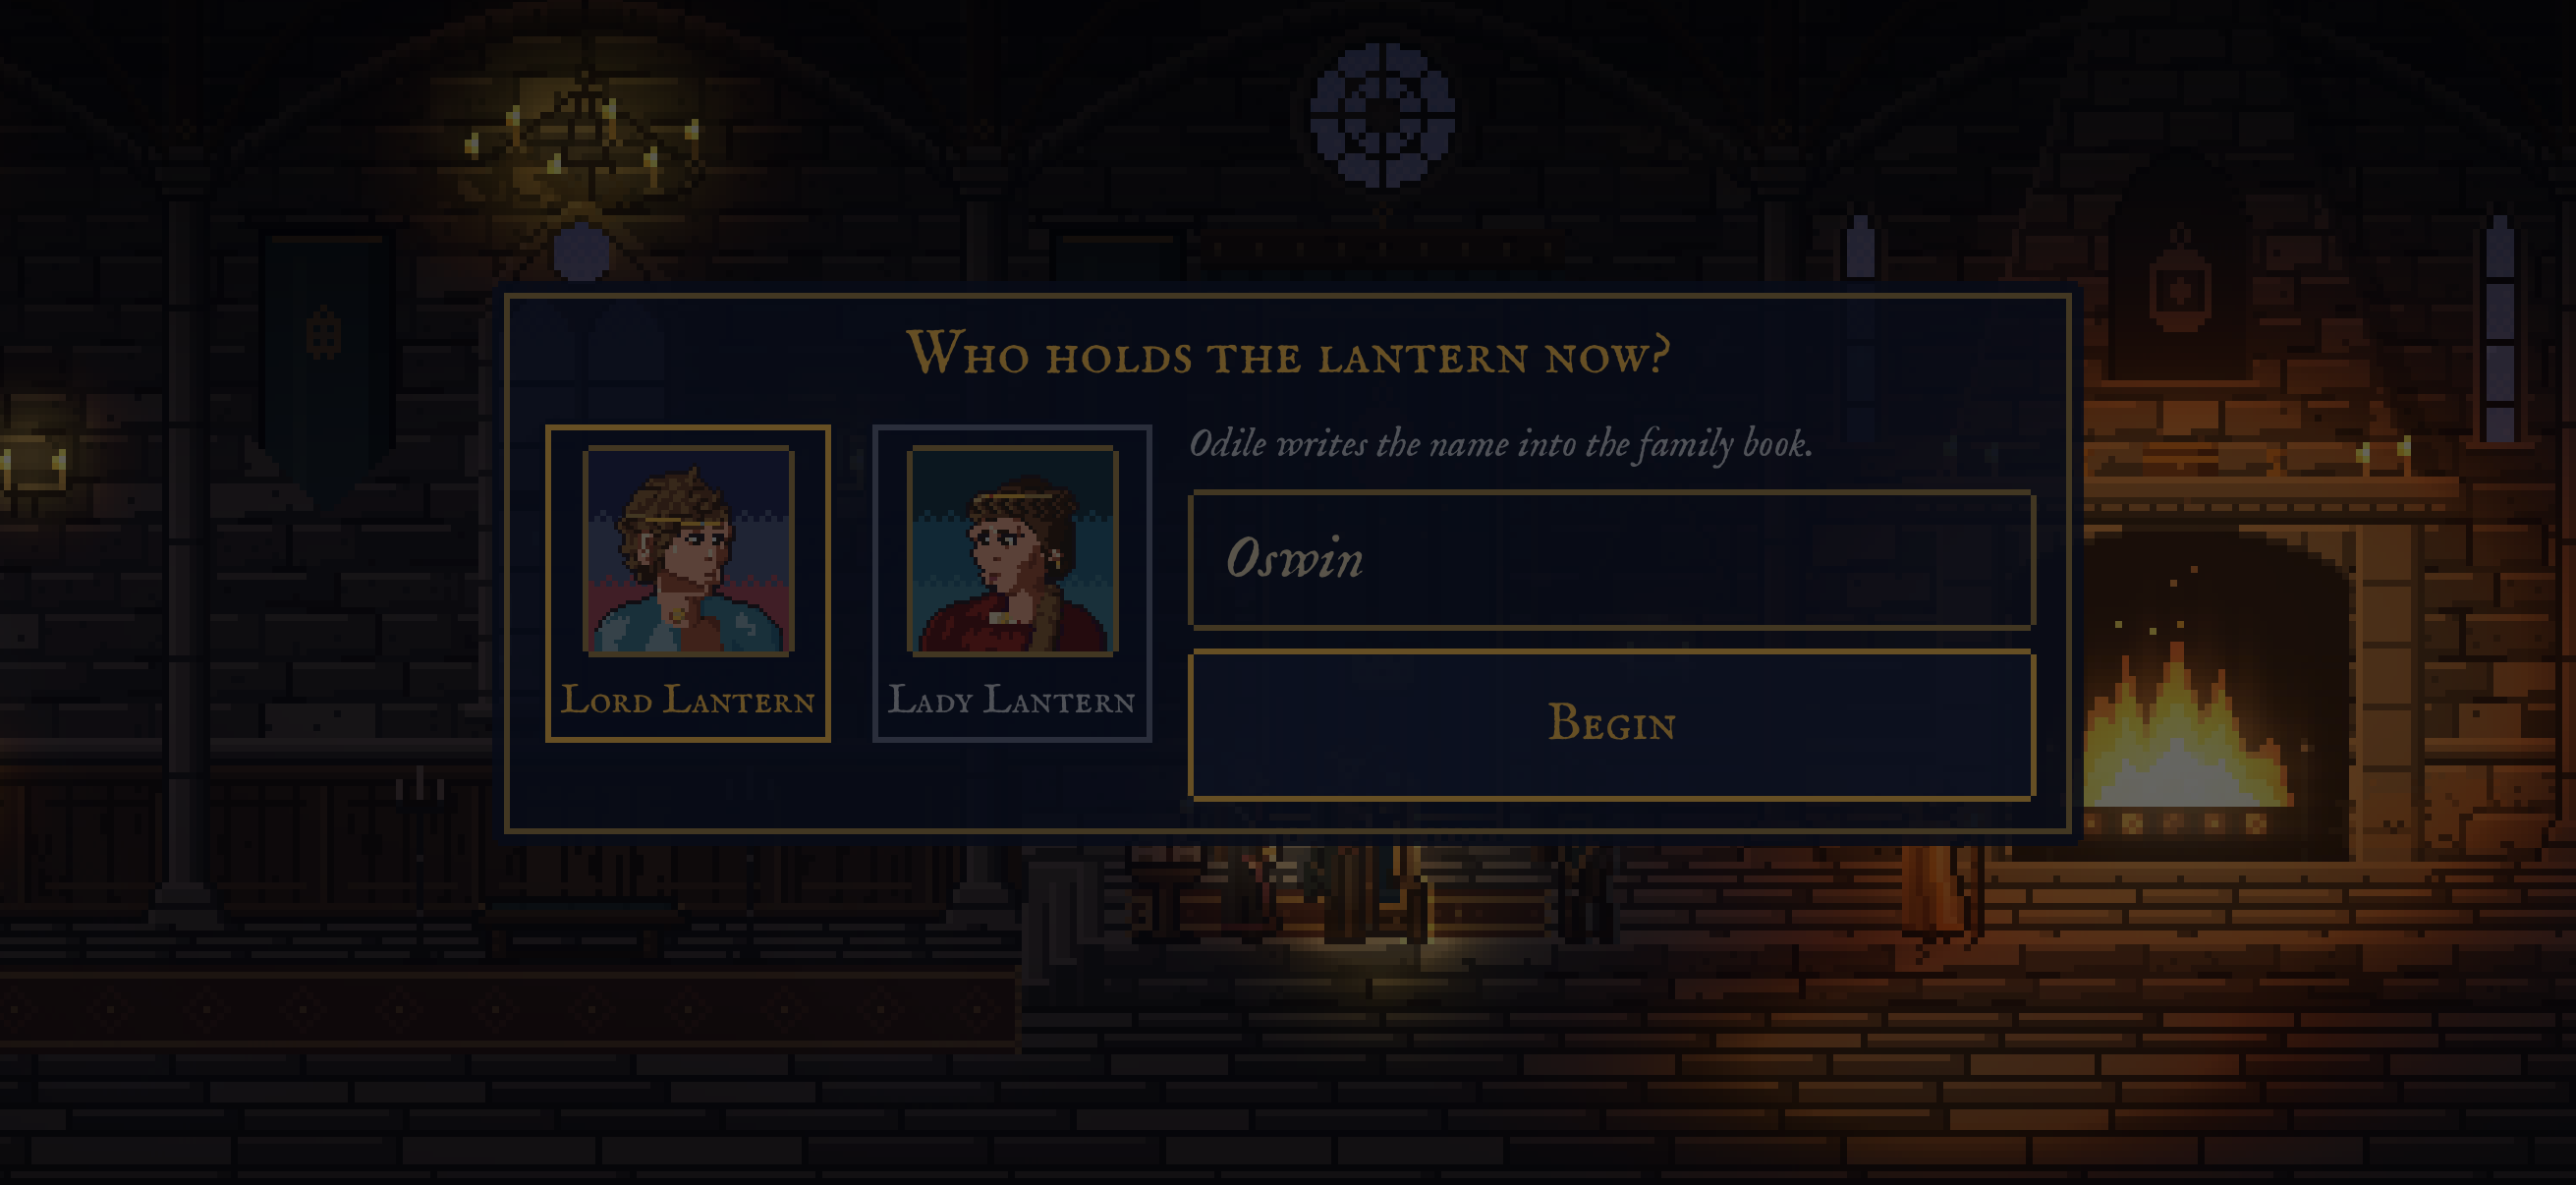 Who holds the lantern now?
Odile writes the name into the family book.
Oswin
Lord Lantern
Lady Lantern
Begin